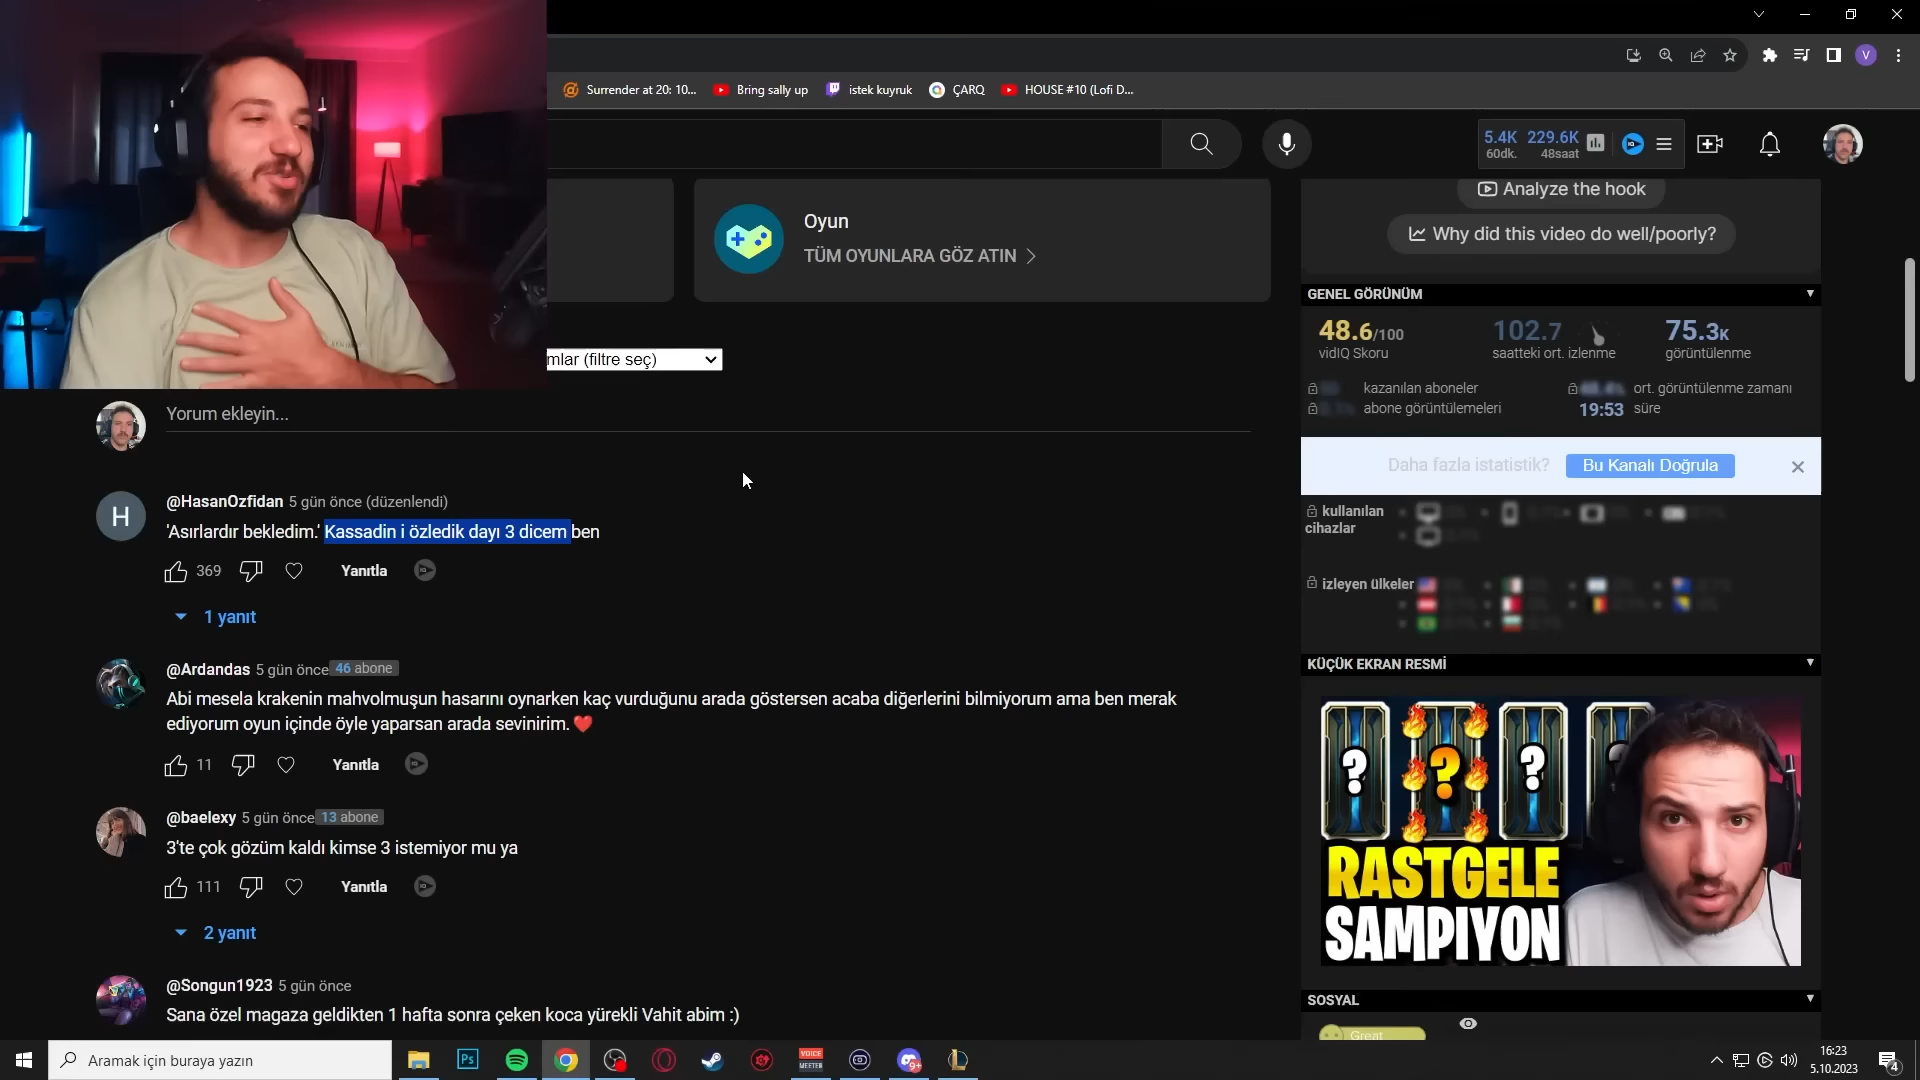 Surrender at 20: 10...
Bring sally up
istek kuyruk
ÇARQ
HOUSE #10 (Lofi D...
V
5.4K 229.6K
60dk. 48saat
Oyun
TÜM OYUNLARA GÖZ ATIN
Analyze the hook
Why did this video do well/poorly?
GENEL GÖRÜNÜM
48.6/100 102.7 75.3K
vidIQ Skoru saatteki ort. izlenme görüntülenme
kazanılan aboneler ort. görüntülenme zamanı
abone görüntülemeleri 19:53 süre
Daha fazla istatistik? Bu Kanalı Doğrula
kullanılan
cihazlar
izleyen ülkeler
KÜÇÜK EKRAN RESMİ
?
?
?
RASTGELE
SAMPIYON
SOSYAL
Great
mlar (filtre seç)
Yorum ekleyin...
H
@HasanOzfidan 5 gün önce (düzenlendi)
'Asırlardır bekledim.' Kassadin i özledik dayı 3 dicem ben
369 Yanıtla
1 yanıt
@Ardandas 5 gün önce 46 abone
Abi mesela krakenin mahvolmuşun hasarını oynarken kaç vurduğunu arada göstersen acaba diğerlerini bilmiyorum ama ben merak
ediyorum oyun içinde öyle yaparsan arada sevinirim.❤️
11 Yanıtla
@baelexy 5 gün önce 13 abone
3'te çok gözüm kaldı kimse 3 istemiyor mu ya
111 Yanıtla
2 yanıt
@Songun1923 5 gün önce
Sana özel magaza geldikten 1 hafta sonra çeken koca yürekli Vahit abim :)
Aramak için buraya yazın
Ps
VOICE
MEETER
9+
16:23
5.10.2023
4